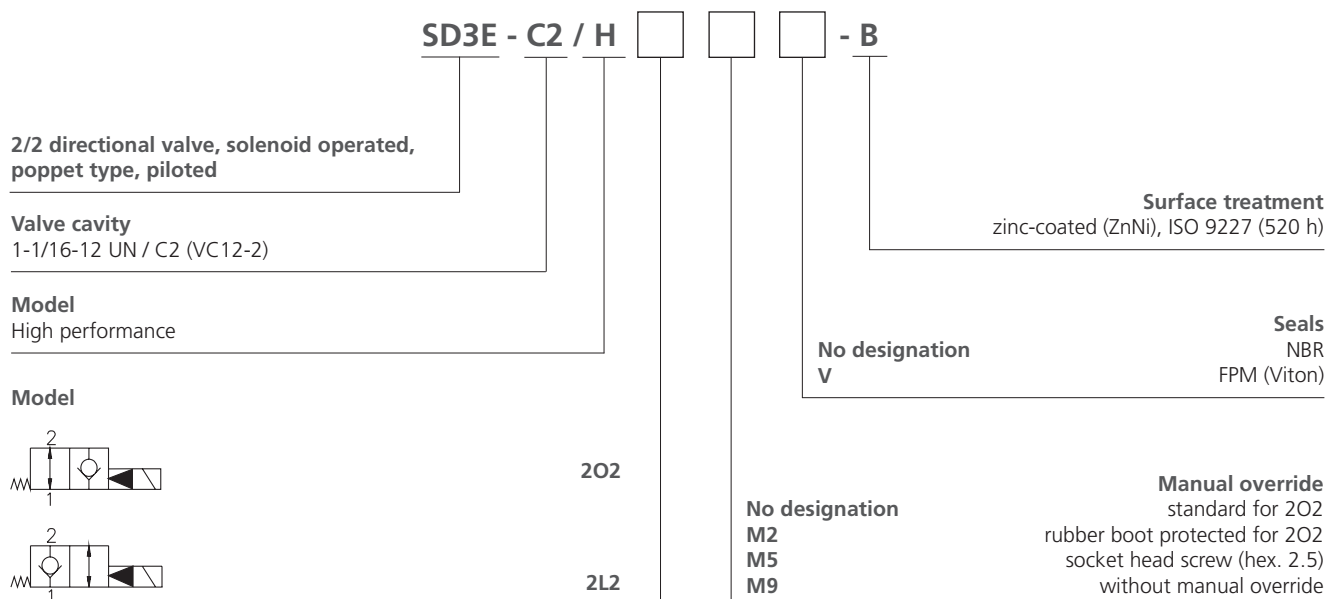 SD3E - C2 / H - B
2/2 directional valve, solenoid operated,
poppet type, piloted
Valve cavity
1-1/16-12 UN / C2 (VC12-2)
Model
High performance
Model
2
1
2O2
2
1
2L2
Surface treatment
zinc-coated (ZnNi), ISO 9227 (520 h)
Seals
No designation NBR
V FPM (Viton)
Manual override
No designation standard for 2O2
M2 rubber boot protected for 2O2
M5 socket head screw (hex. 2.5)
M9 without manual override